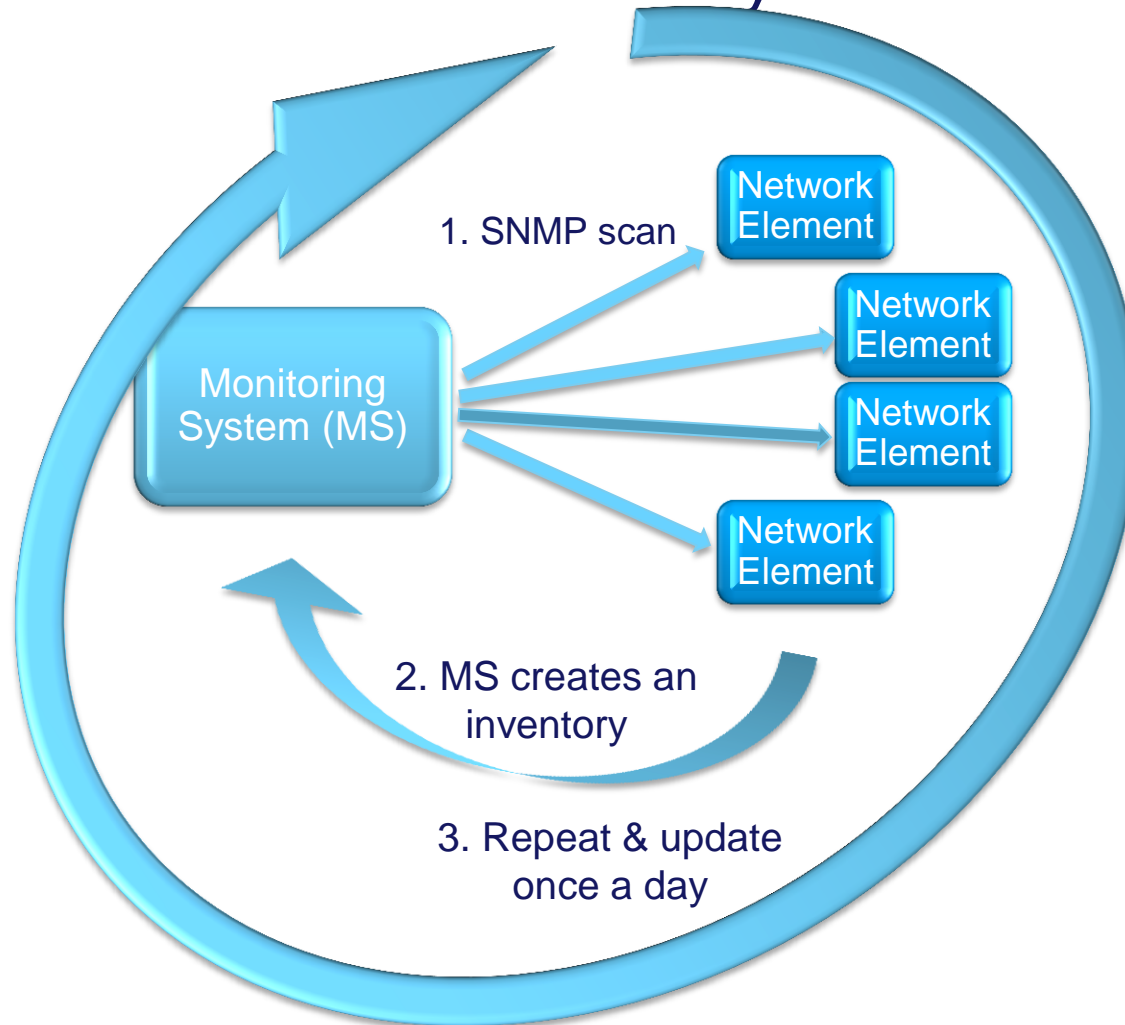 Network
Element
1. SNMP scan
Network
Element
Monitoring
System (MS)
Network
Element
Network
Element
2. MS creates an
inventory
3. Repeat & update
once a day